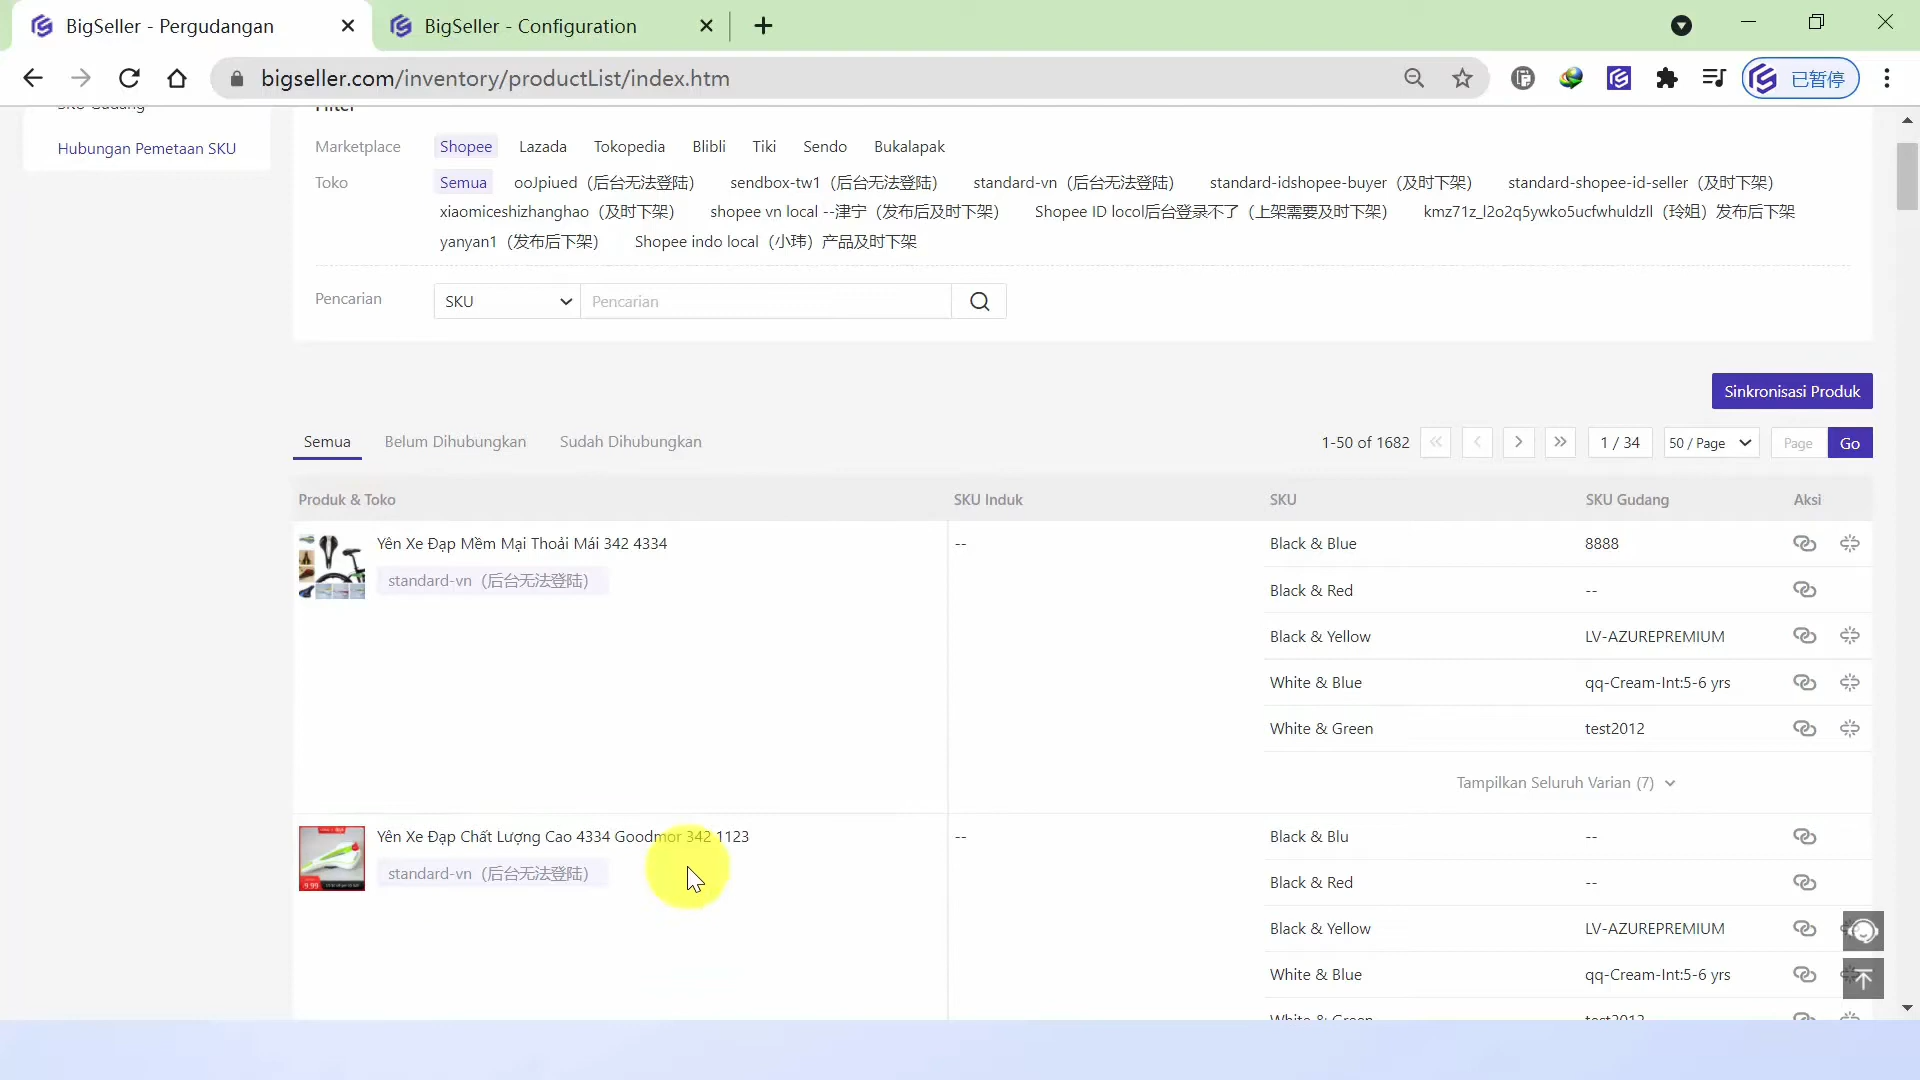 BigSeller - Pergudangan
BigSeller - Configuration
bigseller.com/inventory/productList/index.htm
已暂停
SKU Gudang
Hubungan Pemetaan SKU
Filter
Marketplace Shopee Lazada Tokopedia Blibli Tiki Sendo Bukalapak
Toko Semua ooJpiued（后台无法登陆） sendbox-tw1（后台无法登陆） standard-vn（后台无法登陆） standard-idshopee-buyer（及时下架） standard-shopee-id-seller（及时下架）
xiaomiceshizhanghao（及时下架） shopee vn local --津宁（发布后及时下架） Shopee ID locol后台登录不了（上架需要及时下架） kmz71z_l2o2q5ywko5ucfwhuldzll（玲姐）发布后下架
yanyan1（发布后下架） Shopee indo local（小玮）产品及时下架
Pencarian SKU Pencarian
Sinkronisasi Produk
Semua Belum Dihubungkan Sudah Dihubungkan 1-50 of 1682 1 / 34 50 / Page Page Go
Produk & Toko SKU Induk SKU SKU Gudang Aksi
Yên Xe Đạp Mềm Mại Thoải Mái 342 4334 -- Black & Blue 8888
standard-vn（后台无法登陆） Black & Red --
Black & Yellow LV-AZUREPREMIUM
White & Blue qq-Cream-Int:5-6 yrs
White & Green test2012
Tampilkan Seluruh Varian (7)
Yên Xe Đạp Chất Lượng Cao 4334 Goodmor 342 1123 -- Black & Blu --
standard-vn（后台无法登陆） Black & Red --
Black & Yellow LV-AZUREPREMIUM
White & Blue qq-Cream-Int:5-6 yrs
White & Green test2012